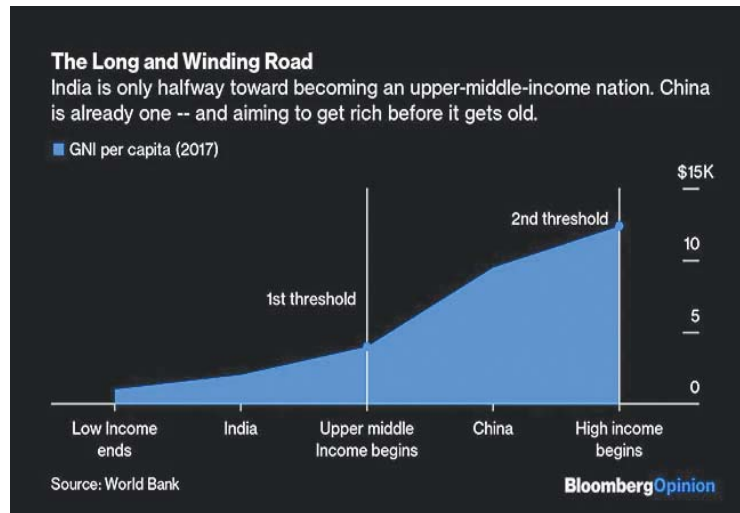 The Long and Winding Road
India is only halfway toward becoming an upper-middle-income nation. China
is already one -- and aiming to get rich before it gets old.
GNI per capita (2017)
$15K
2nd threshold
10
1st threshold
5
0
Low Income
ends
India
Upper middle
Income begins
China
High income
begins
Source: World Bank
BloombergOpinion